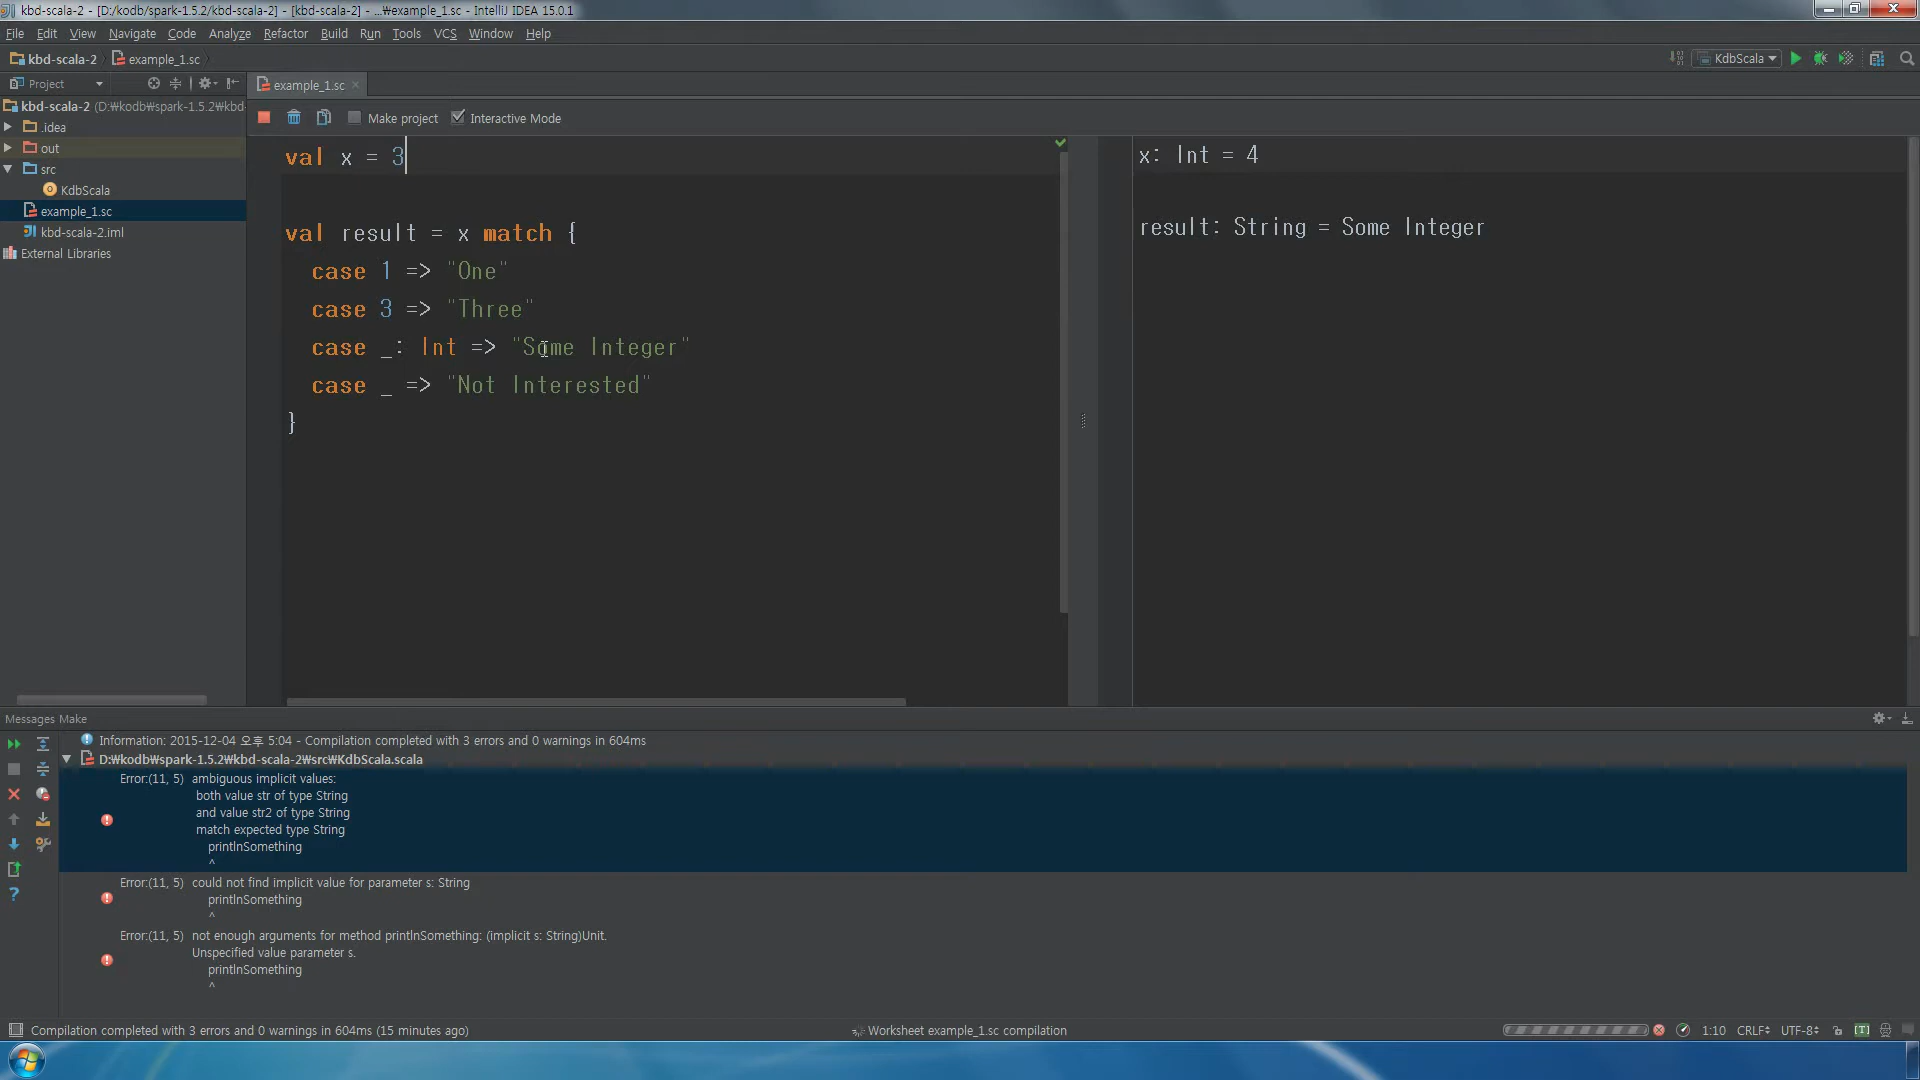 kbd-scala-2 - [D:/kodb/spark-1.5.2/kbd-scala-2] - [kbd-scala-2] - ...₩example_1.sc - IntelliJ IDEA 15.0.1
File Edit View Navigate Code Analyze Refactor Build Run Tools VCS Window Help
kbd-scala-2 example_1.sc KdbScala
Project example_1.sc
kbd-scala-2 (D:₩kodb₩spark-1.5.2₩kbd-
.idea
out
src
KdbScala
example_1.sc
kbd-scala-2.iml
External Libraries
Make project Interactive Mode
val x = 3
val result = x match {
case 1 => "One"
case 3 => "Three"
case _: Int => "Some Integer"
case _ => "Not Interested"
}
x: Int = 4
result: String = Some Integer
Messages Make
Information: 2015-12-04 오후 5:04 - Compilation completed with 3 errors and 0 warnings in 604ms
D:₩kodb₩spark-1.5.2₩kbd-scala-2₩src₩KdbScala.scala
Error:(11, 5) ambiguous implicit values:
both value str of type String
and value str2 of type String
match expected type String
printlnSomething
^
Error:(11, 5) could not find implicit value for parameter s: String
printlnSomething
^
Error:(11, 5) not enough arguments for method printlnSomething: (implicit s: String)Unit.
Unspecified value parameter s.
printlnSomething
^
Compilation completed with 3 errors and 0 warnings in 604ms (15 minutes ago) Worksheet example_1.sc compilation 1:10 CRLF UTF-8 [T]